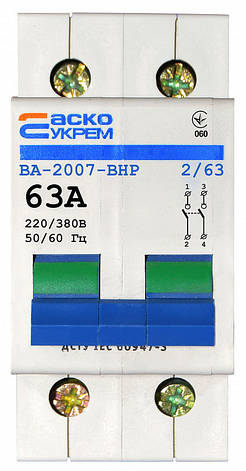 аско
УКРЕМ
060
ВА-2007-ВНР 2/63
63А
1 3
220/380В
50/60 Гц
2 4
ДСТУ IEC 60947-3